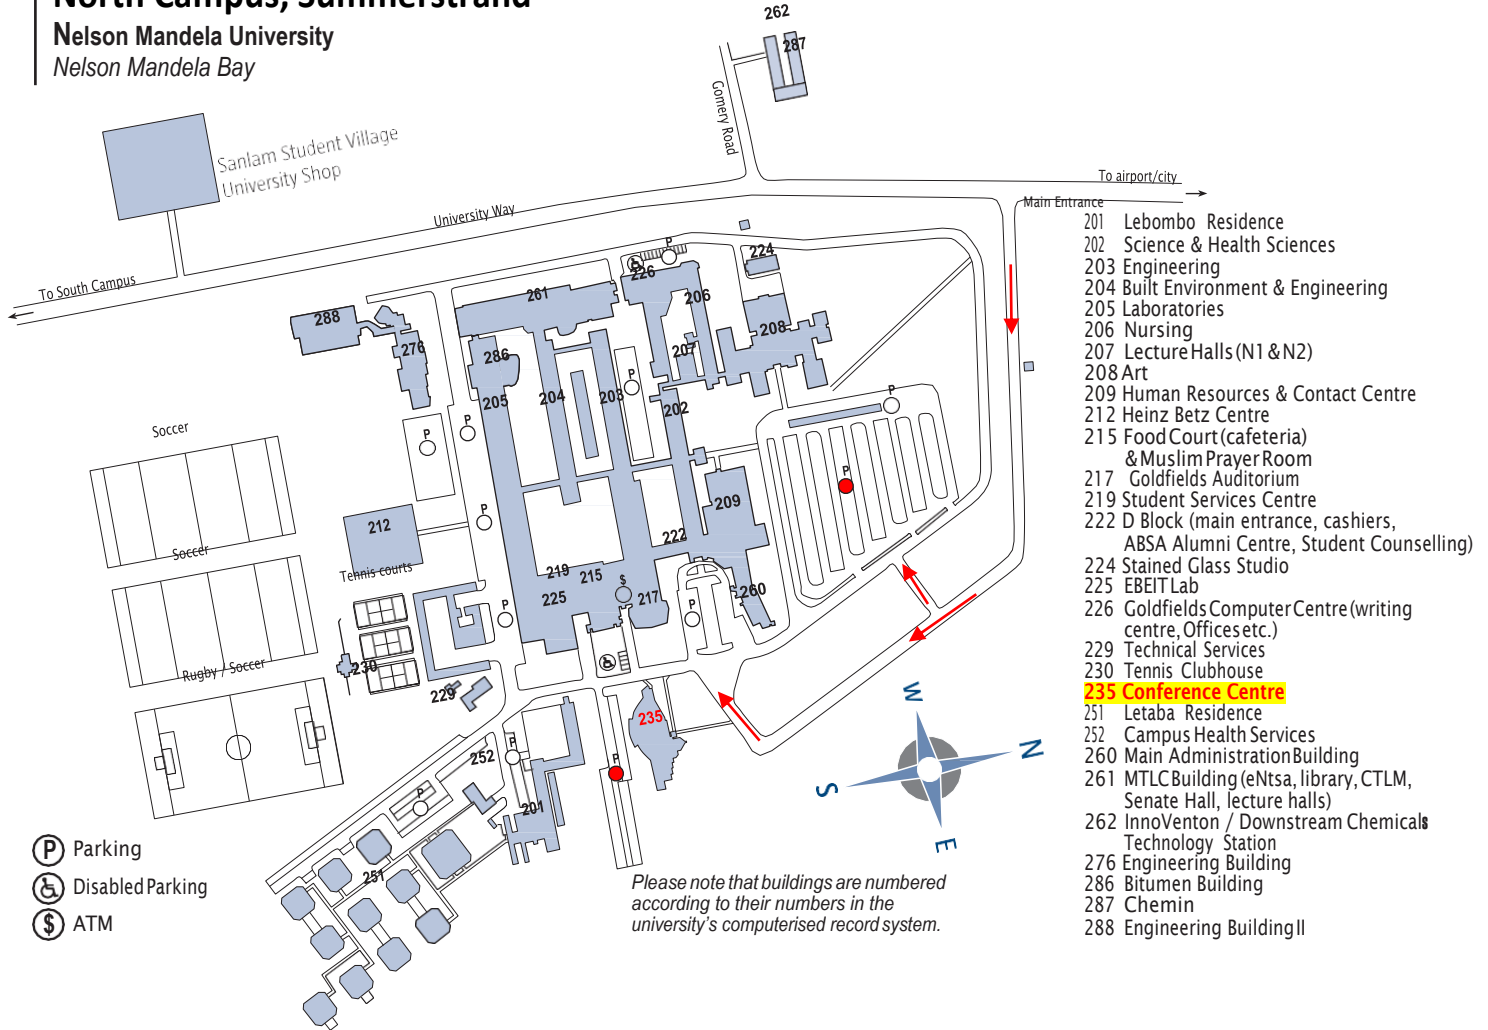 North Campus, Summerstrand
Nelson Mandela University
Nelson Mandela Bay
262
287
Gomery Road
Sanlam Student Village
University Shop
To airport/city
Main Entrance
University Way
To South Campus
P
224
226
261
206
288
208
276
286
207
P
205
204
203
202
P
Soccer
P
P
P
209
212
P
222
Soccer
Tennis courts
219
215
$
225
217
$
260
P
P
Rugby / Soccer
230
229
235
252
P
P
P
201
251
W
N
S
E
P Parking
Disabled Parking
$ ATM
Please note that buildings are numbered
according to their numbers in the
university's computerised record system.
201 Lebombo Residence
202 Science & Health Sciences
203 Engineering
204 Built Environment & Engineering
205 Laboratories
206 Nursing
207 Lecture Halls (N1 & N2)
208 Art
209 Human Resources & Contact Centre
212 Heinz Betz Centre
215 Food Court (cafeteria)
& Muslim Prayer Room
217 Goldfields Auditorium
219 Student Services Centre
222 D Block (main entrance, cashiers,
ABSA Alumni Centre, Student Counselling)
224 Stained Glass Studio
225 EBEIT Lab
226 Goldfields Computer Centre (writing
centre, Offices etc.)
229 Technical Services
230 Tennis Clubhouse
235 Conference Centre
251 Letaba Residence
252 Campus Health Services
260 Main Administration Building
261 MTLC Building (eNtsa, library, CTLM,
Senate Hall, lecture halls)
262 InnoVenton / Downstream Chemicals
Technology Station
276 Engineering Building
286 Bitumen Building
287 Chemin
288 Engineering Building II